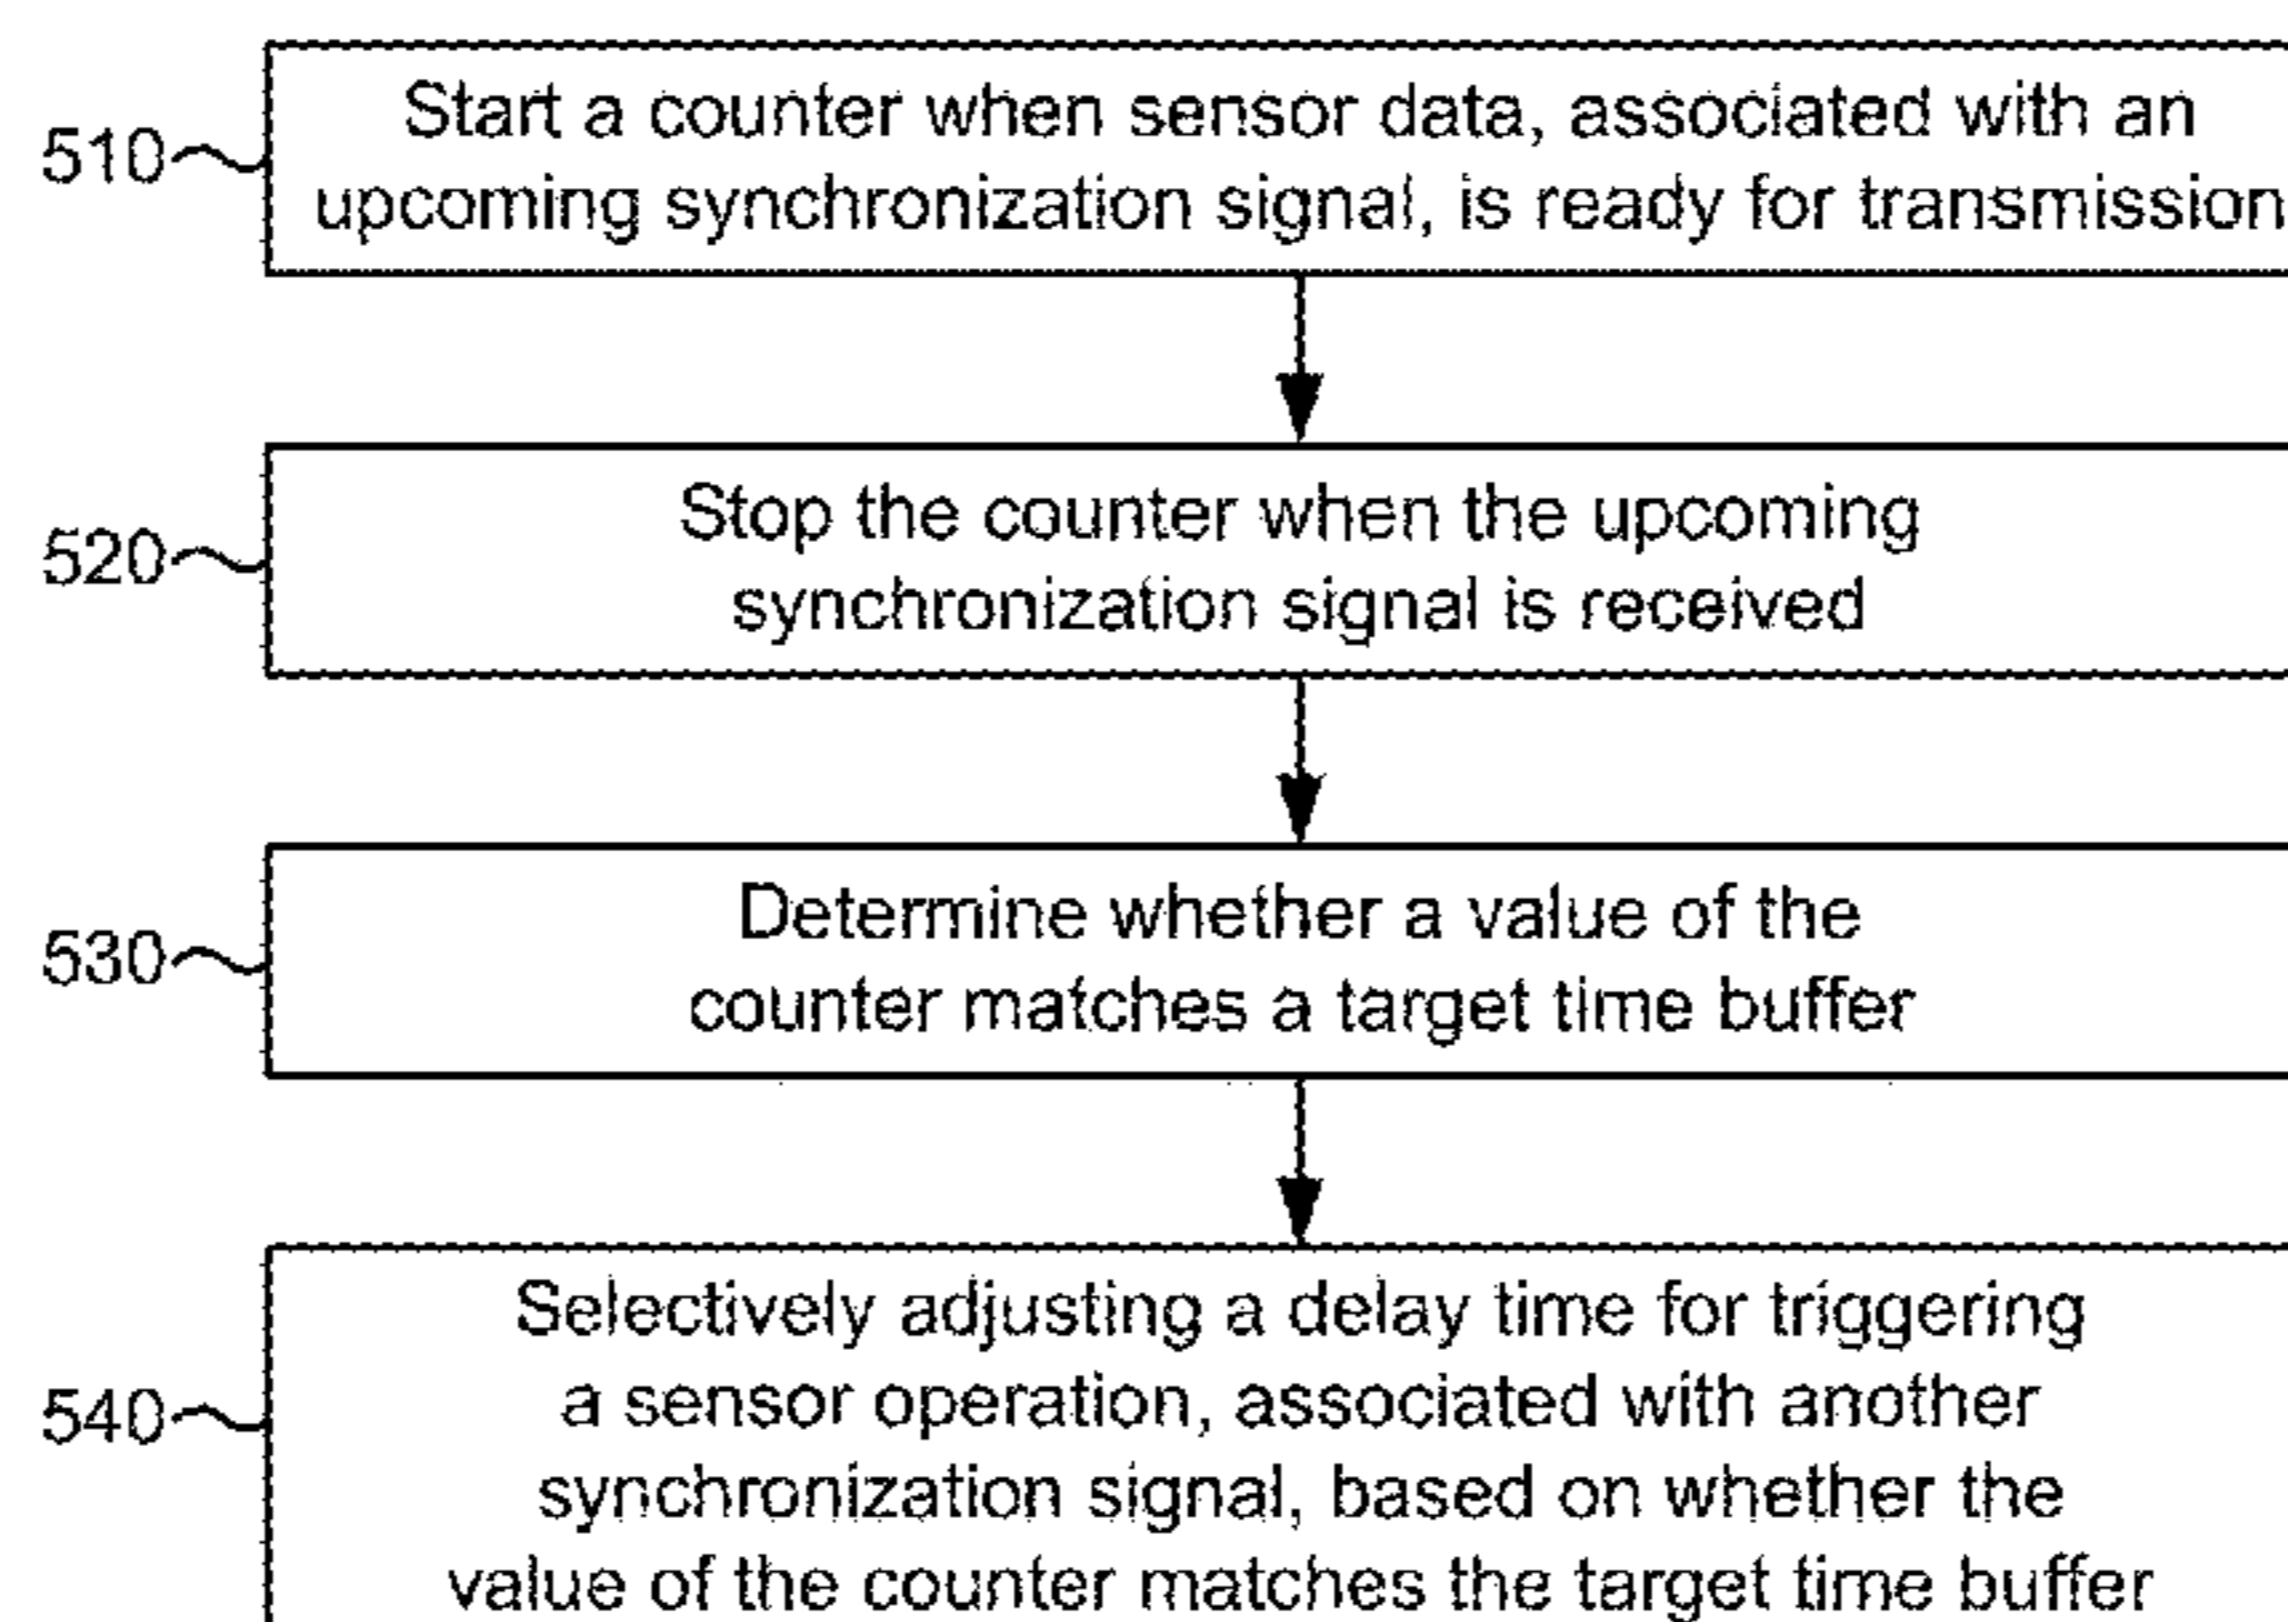 510
Start a counter when sensor data, associated with an
upcoming synchronization signal, is ready for transmission
520
Stop the counter when the upcoming
synchronization signal is received
530
Determine whether a value of the
counter matches a target time buffer
540
Selectively adjusting a delay time for triggering
a sensor operation, associated with another
synchronization signal, based on whether the
value of the counter matches the target time buffer